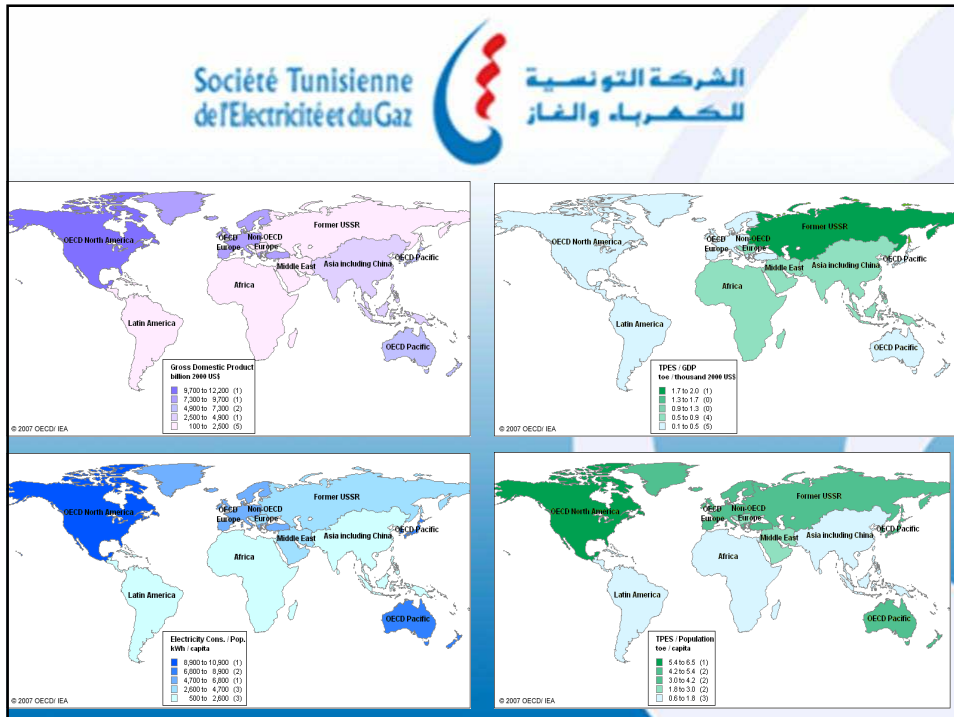 Société Tunisienne
de l'Electricité et du Gaz
الشركة التونسية
للكهرباء والغاز
OECD North America
OECD
Europe
Non-OECD
Europe
Former USSR
OECD Pacific
Middle East
Asia including China
Africa
Latin America
OECD Pacific
Gross Domestic Product
billion 2000 US$
9,700 to 12,200 (1)
7,300 to 9,700 (1)
4,900 to 7,300 (2)
2,500 to 4,900 (1)
100 to 2,500 (5)
© 2007 OECD/ IEA
OECD North America
OECD
Europe
Non-OECD
Europe
Former USSR
OECD Pacific
Middle East
Asia including China
Africa
Latin America
OECD Pacific
TPES / GDP
toe / thousand 2000 US$
1.7 to 2.0 (1)
1.3 to 1.7 (0)
0.9 to 1.3 (0)
0.5 to 0.9 (4)
0.1 to 0.5 (5)
© 2007 OECD/ IEA
OECD North America
OECD
Europe
Non-OECD
Europe
Former USSR
OECD Pacific
Middle East
Asia including China
Africa
Latin America
OECD Pacific
Electricity Cons. / Pop.
kWh / capita
8,900 to 10,900 (1)
6,800 to 8,900 (2)
4,700 to 6,800 (1)
2,600 to 4,700 (3)
500 to 2,600 (3)
© 2007 OECD/ IEA
OECD North America
OECD
Europe
Non-OECD
Europe
Former USSR
OECD Pacific
Middle East
Asia including China
Africa
Latin America
OECD Pacific
TPES / Population
toe / capita
5.4 to 6.5 (1)
4.2 to 5.4 (2)
3.0 to 4.2 (2)
1.8 to 3.0 (2)
0.6 to 1.8 (3)
© 2007 OECD/ IEA